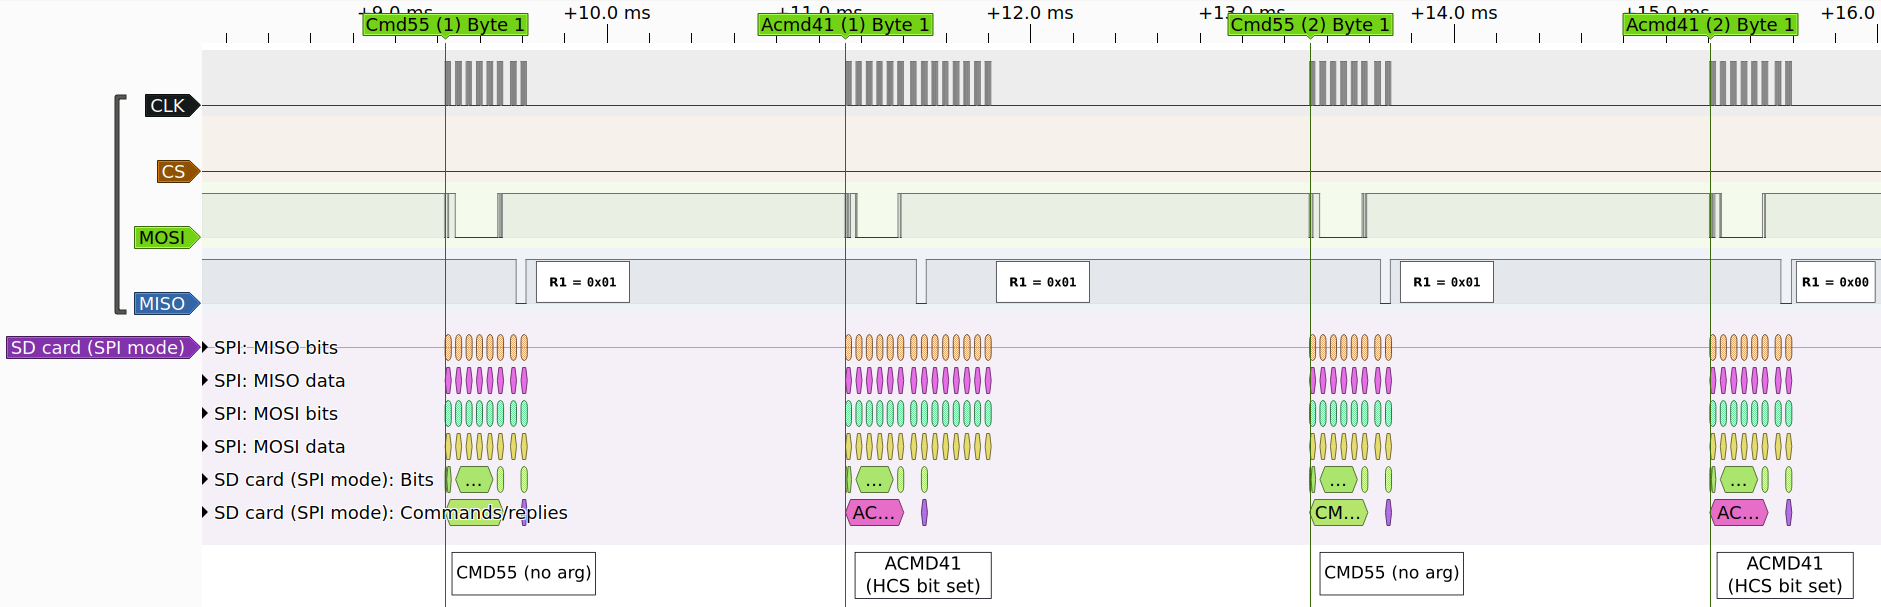 +9.0 ms +10.0 ms +11.0 ms +12.0 ms +13.0 ms +14.0 ms +15.0 ms +16.0
Cmd55 (1) Byte 1 Acmd41 (1) Byte 1 Cmd55 (2) Byte 1 Acmd41 (2) Byte 1
CLK
CS
MOSI
MISO
R1 = 0x01 R1 = 0x01 R1 = 0x01 R1 = 0x00
SD card (SPI mode)
SPI: MISO bits
SPI: MISO data
SPI: MOSI bits
SPI: MOSI data
SD card (SPI mode): Bits ... ... ... ...
SD card (SPI mode): Commands/replies AC... CM... AC...
CMD55 (no arg)
ACMD41
(HCS bit set)
CMD55 (no arg)
ACMD41
(HCS bit set)